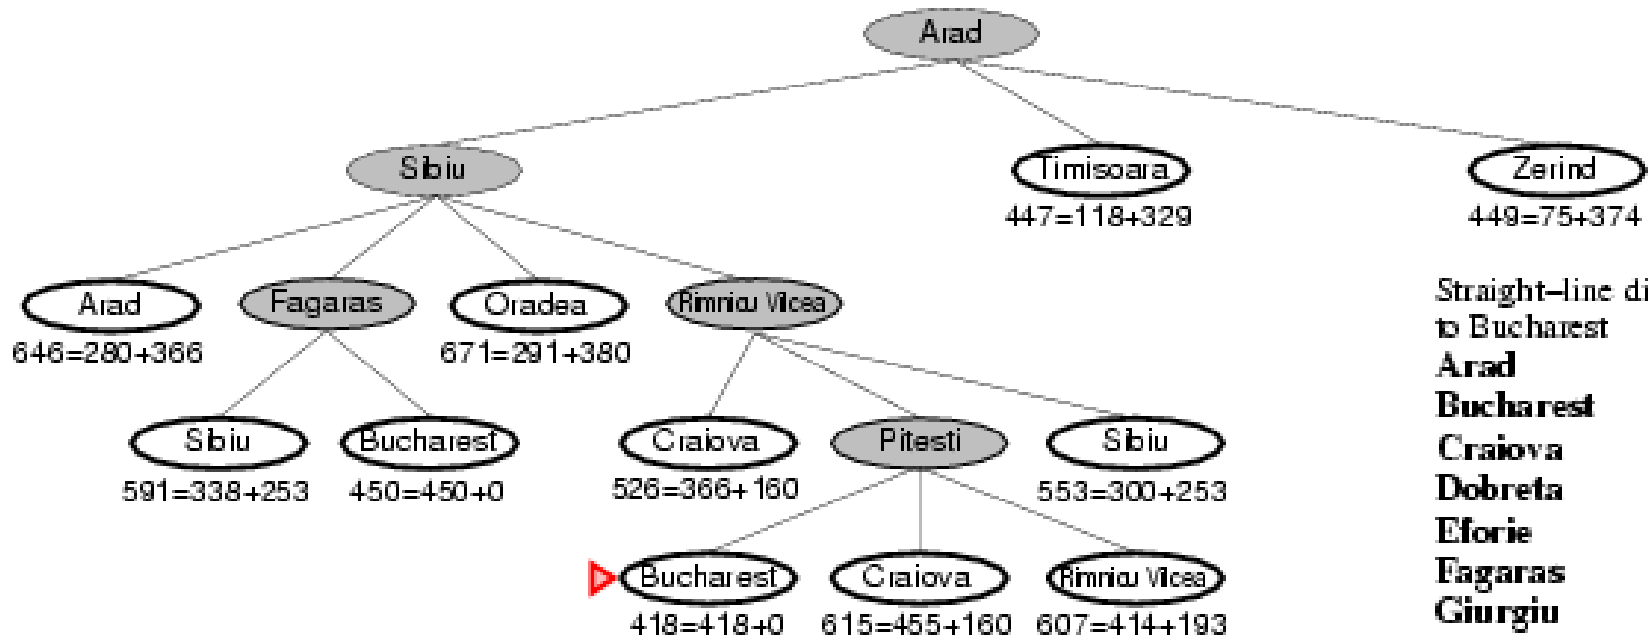 Arad
Sibiu Timisoara Zerind
447=118+329 449=75+374
Arad Fagaras Oradea Rimnicu Vilcea
646=280+366 671=291+380
Straight–line di
to Bucharest
Arad
Bucharest
Craiova
Dobreta
Eforie
Fagaras
Giurgiu
Sibiu Bucharest Craiova Pitesti Sibiu
591=338+253 450=450+0 526=366+160 553=300+253
Bucharest Craiova Rimnicu Vilcea
418=418+0 615=455+160 607=414+193